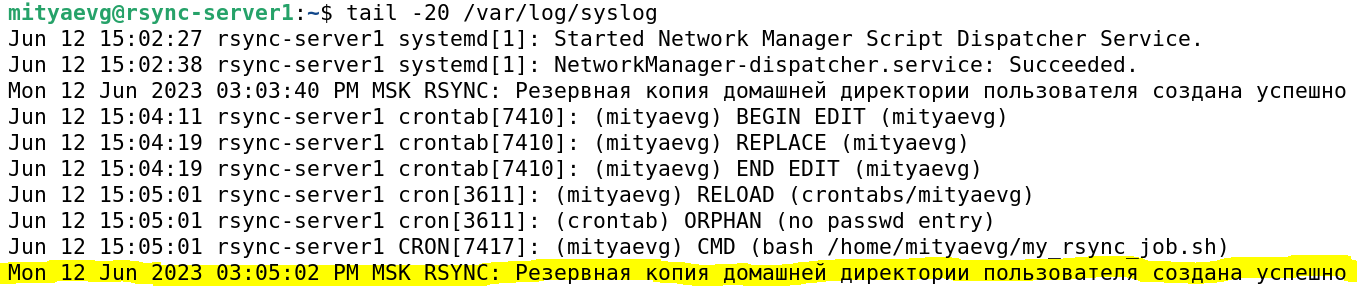 mityaevg@rsync-server1:~$ tail -20 /var/log/syslog
Jun 12 15:02:27 rsync-server1 systemd[1]: Started Network Manager Script Dispatcher Service.
Jun 12 15:02:38 rsync-server1 systemd[1]: NetworkManager-dispatcher.service: Succeeded.
Mon 12 Jun 2023 03:03:40 PM MSK RSYNC: Резервная копия домашней директории пользователя создана успешно
Jun 12 15:04:11 rsync-server1 crontab[7410]: (mityaevg) BEGIN EDIT (mityaevg)
Jun 12 15:04:19 rsync-server1 crontab[7410]: (mityaevg) REPLACE (mityaevg)
Jun 12 15:04:19 rsync-server1 crontab[7410]: (mityaevg) END EDIT (mityaevg)
Jun 12 15:05:01 rsync-server1 cron[3611]: (mityaevg) RELOAD (crontabs/mityaevg)
Jun 12 15:05:01 rsync-server1 cron[3611]: (crontab) ORPHAN (no passwd entry)
Jun 12 15:05:01 rsync-server1 CRON[7417]: (mityaevg) CMD (bash /home/mityaevg/my_rsync_job.sh)
Mon 12 Jun 2023 03:05:02 PM MSK RSYNC: Резервная копия домашней директории пользователя создана успешно